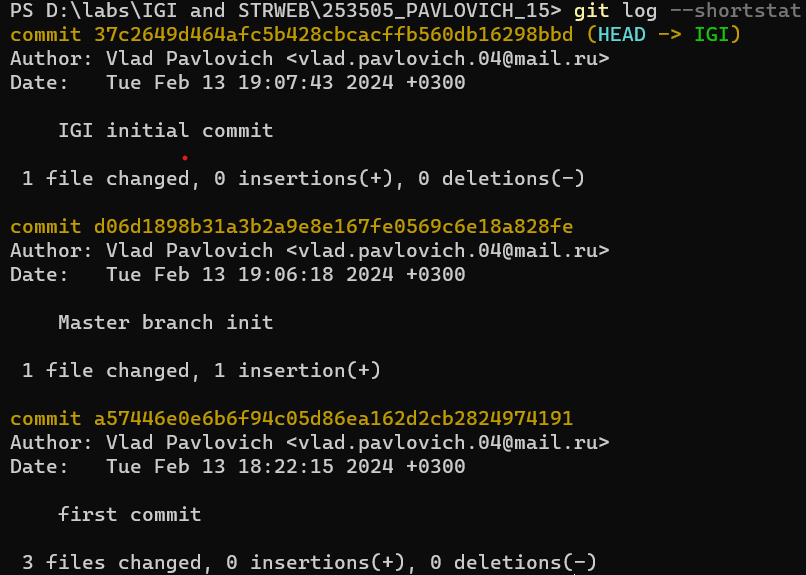 PS D:\labs\IGI and STRWEB\253505_PAVLOVICH_15> git log --shortstat
commit 37c2649d464afc5b428cbcacffb560db16298bbd (HEAD -> IGI)
Author: Vlad Pavlovich <vlad.pavlovich.04@mail.ru>
Date:   Tue Feb 13 19:07:43 2024 +0300
    IGI initial commit
 1 file changed, 0 insertions(+), 0 deletions(-)
commit d06d1898b31a3b2a9e8e167fe0569c6e18a828fe
Author: Vlad Pavlovich <vlad.pavlovich.04@mail.ru>
Date:   Tue Feb 13 19:06:18 2024 +0300
    Master branch init
 1 file changed, 1 insertion(+)
commit a57446e0e6b6f94c05d86ea162d2cb2824974191
Author: Vlad Pavlovich <vlad.pavlovich.04@mail.ru>
Date:   Tue Feb 13 18:22:15 2024 +0300
    first commit
 3 files changed, 0 insertions(+), 0 deletions(-)